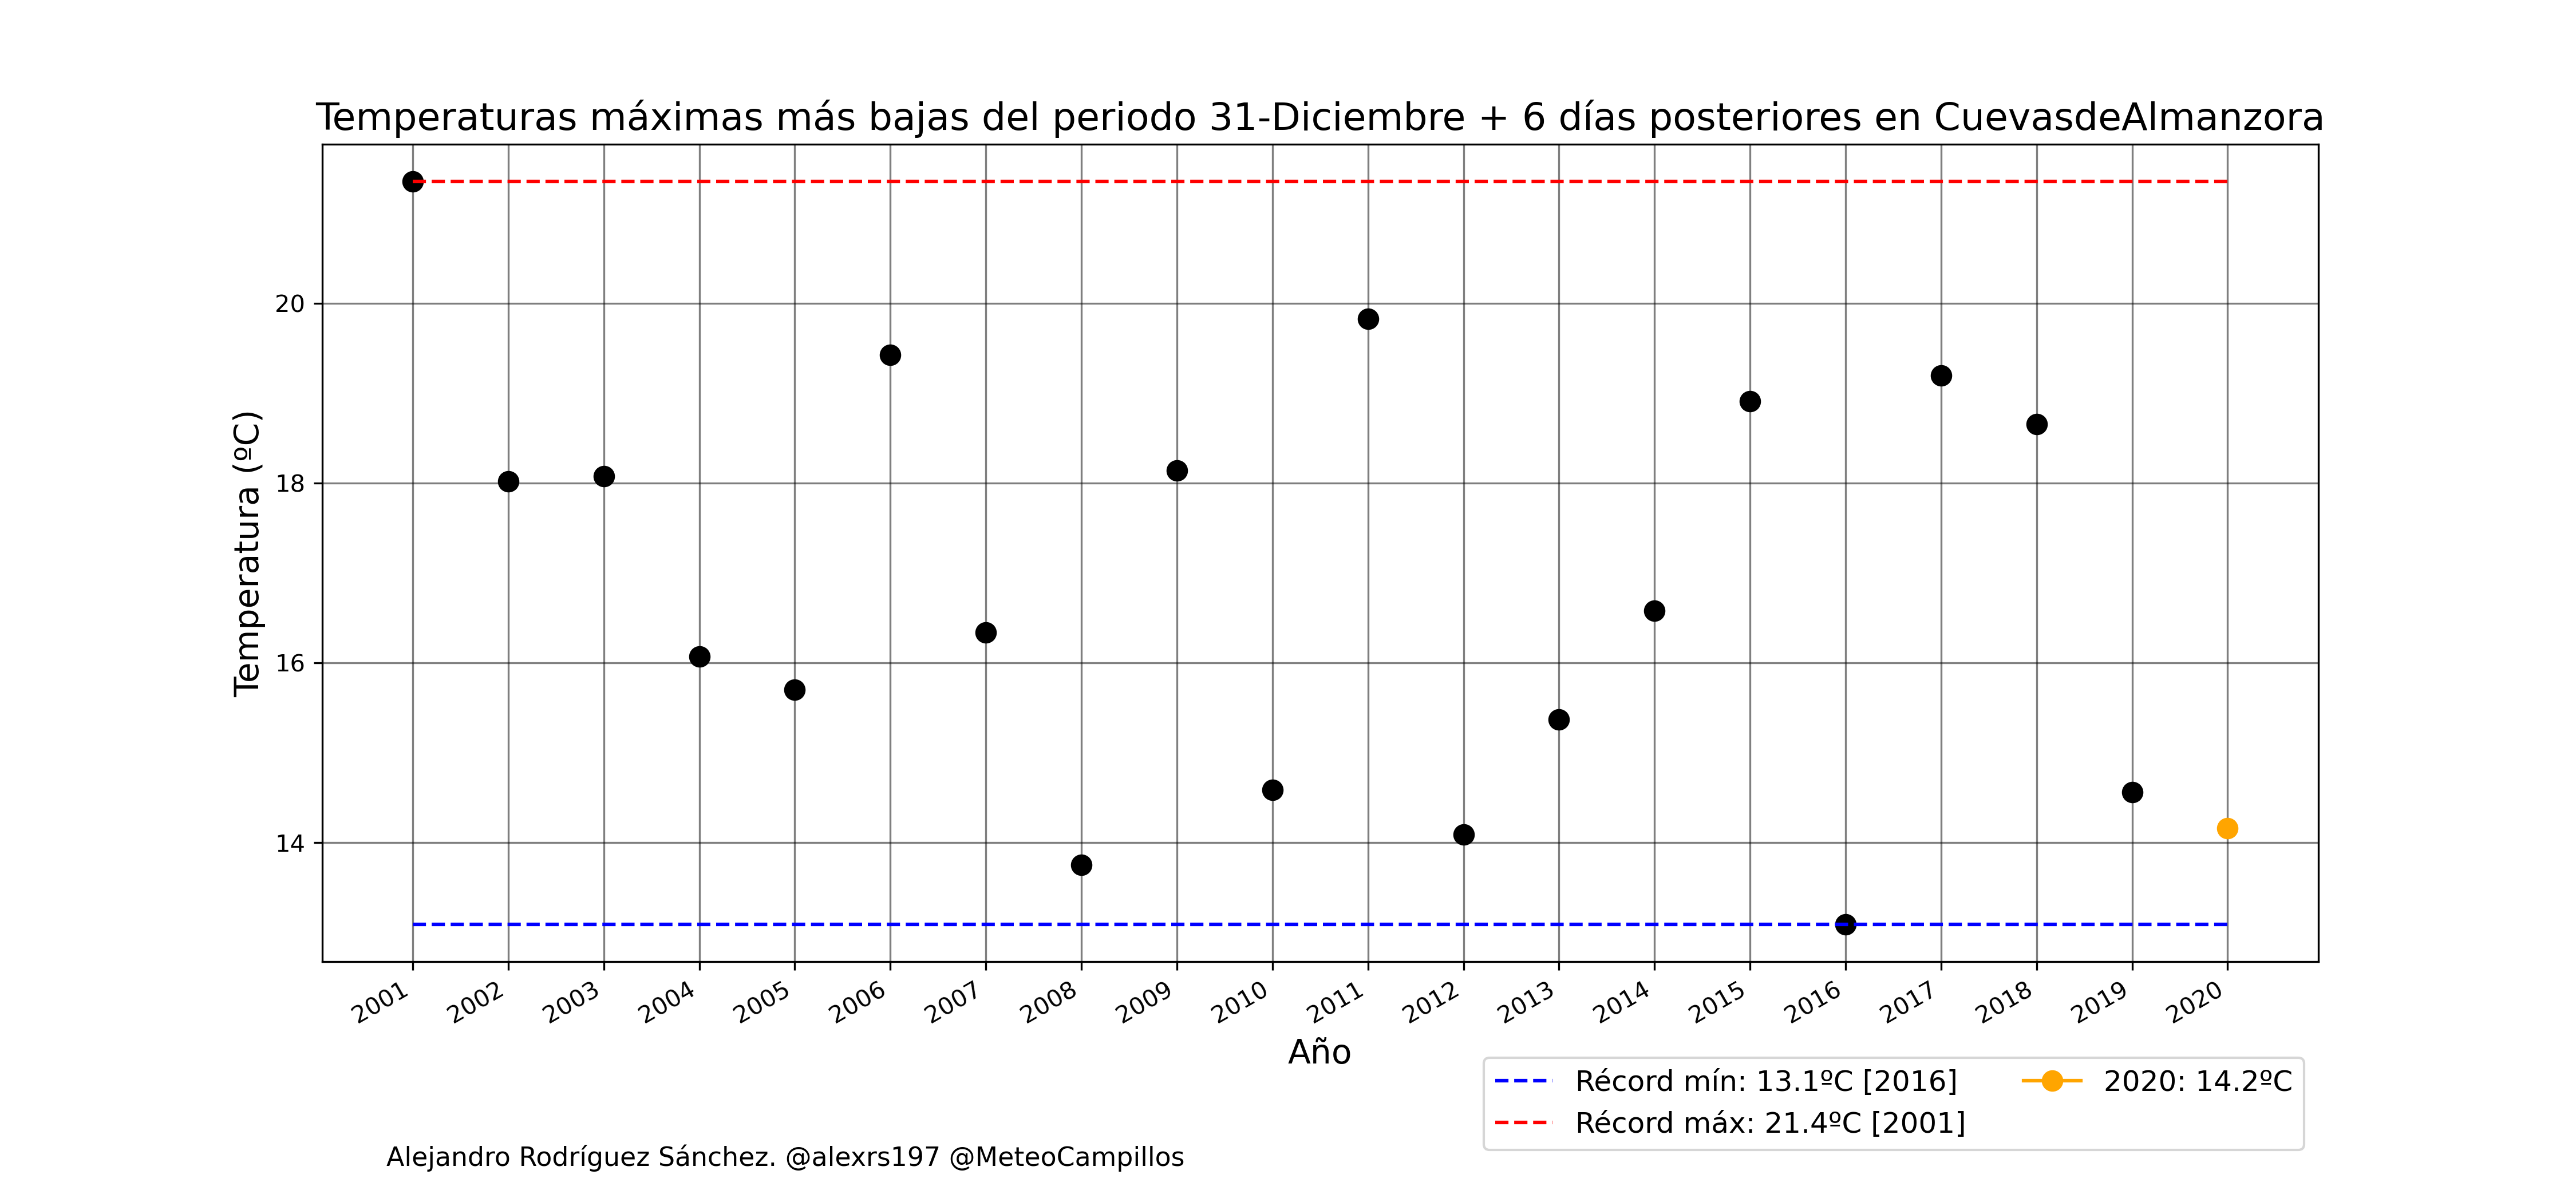 Temperaturas máximas más bajas del periodo 31-Diciembre + 6 días posteriores en CuevasdeAlmanzora
Temperatura (ºC)
20
18
16
14
2001 2002 2003 2004 2005 2006 2007 2008 2009 2010 2011 2012 2013 2014 2015 2016 2017 2018 2019 2020
Año
Récord mín: 13.1ºC [2016]
Récord máx: 21.4ºC [2001]
2020: 14.2ºC
Alejandro Rodríguez Sánchez. @alexrs197 @MeteoCampillos